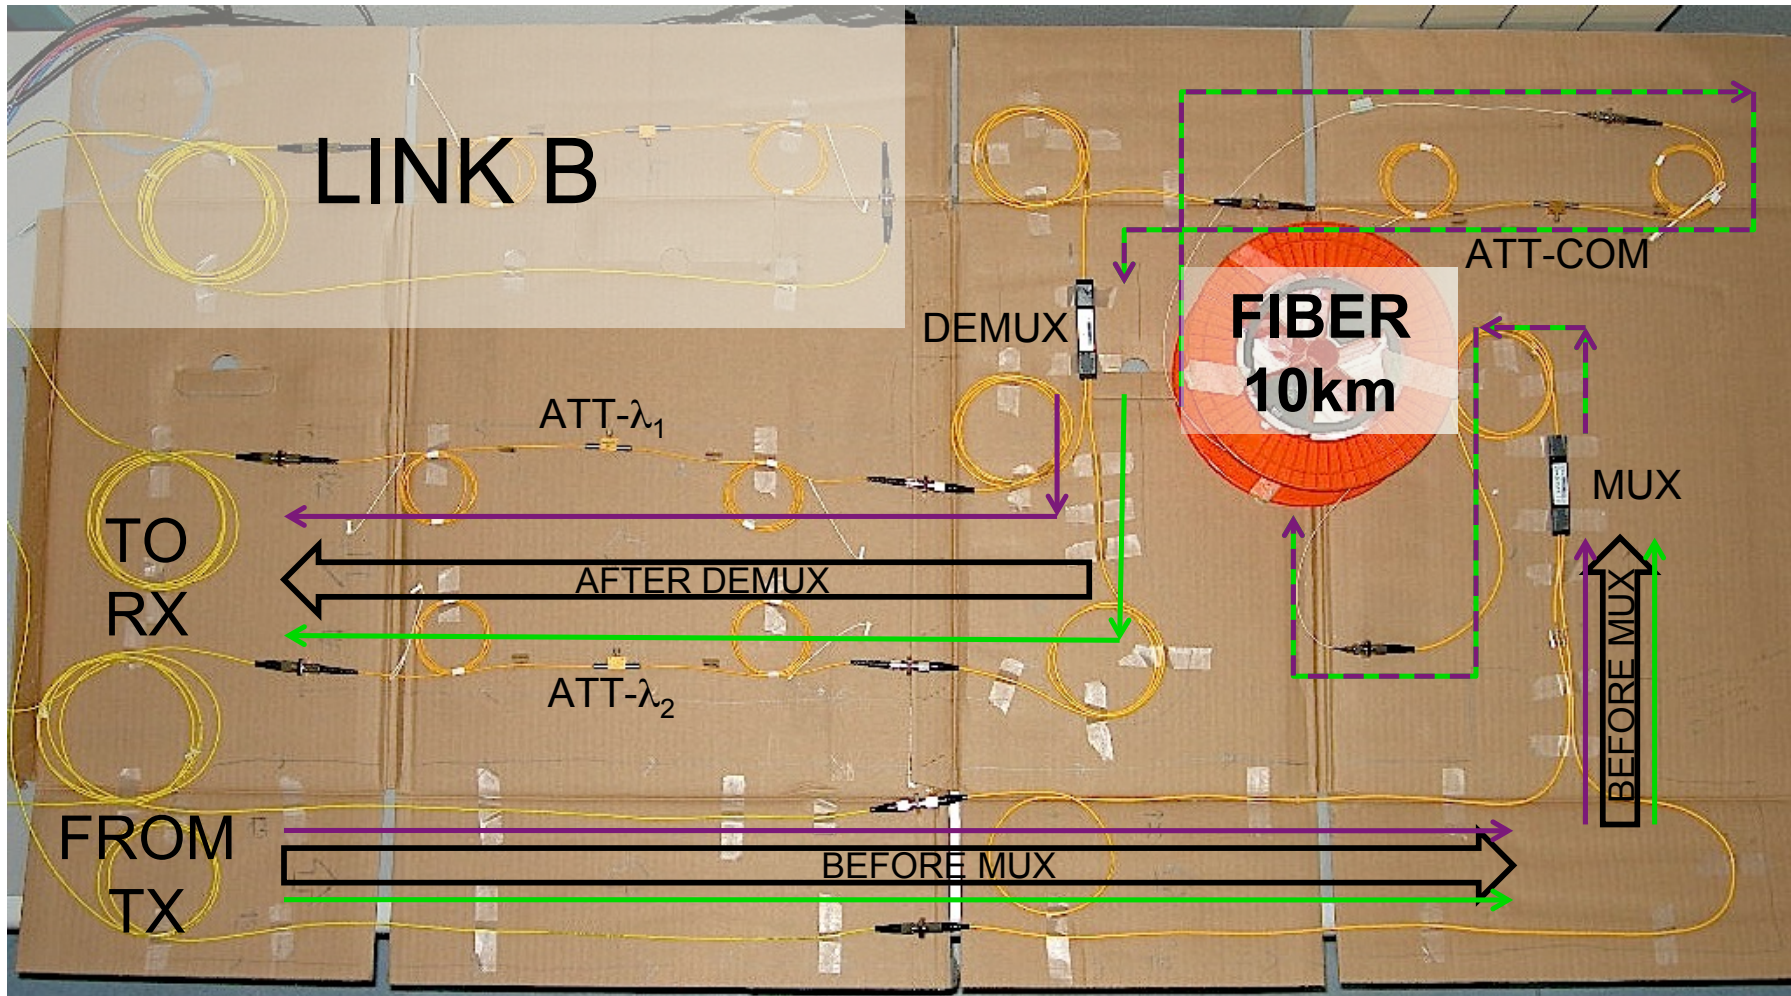 LINK B
ATT-COM
FIBER
10km
DEMUX
ATT-λ₁
MUX
TO
RX
AFTER DEMUX
BEFORE MUX
ATT-λ₂
FROM
TX
BEFORE MUX